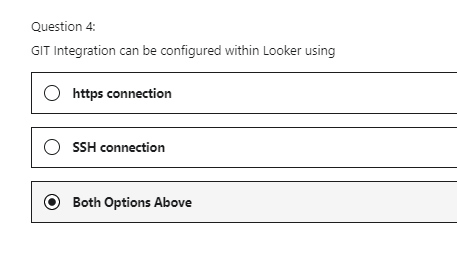 Question 4:
GIT Integration can be configured within Looker using
https connection
SSH connection
Both Options Above